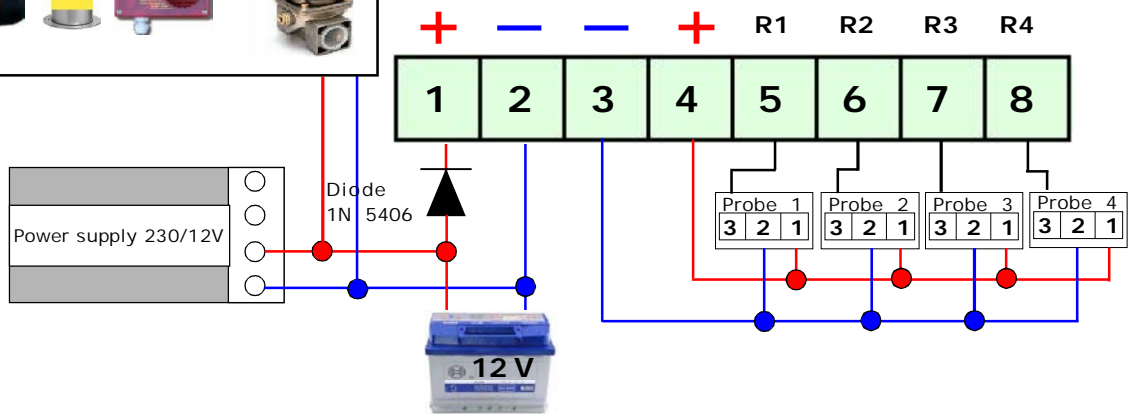 + — — + R1 R2 R3 R4
1 2 3 4 5 6 7 8
Diode
1N 5406
Power supply 230/12V
Probe 1
3 2 1
Probe 2
3 2 1
Probe 3
3 2 1
Probe 4
3 2 1
12 V